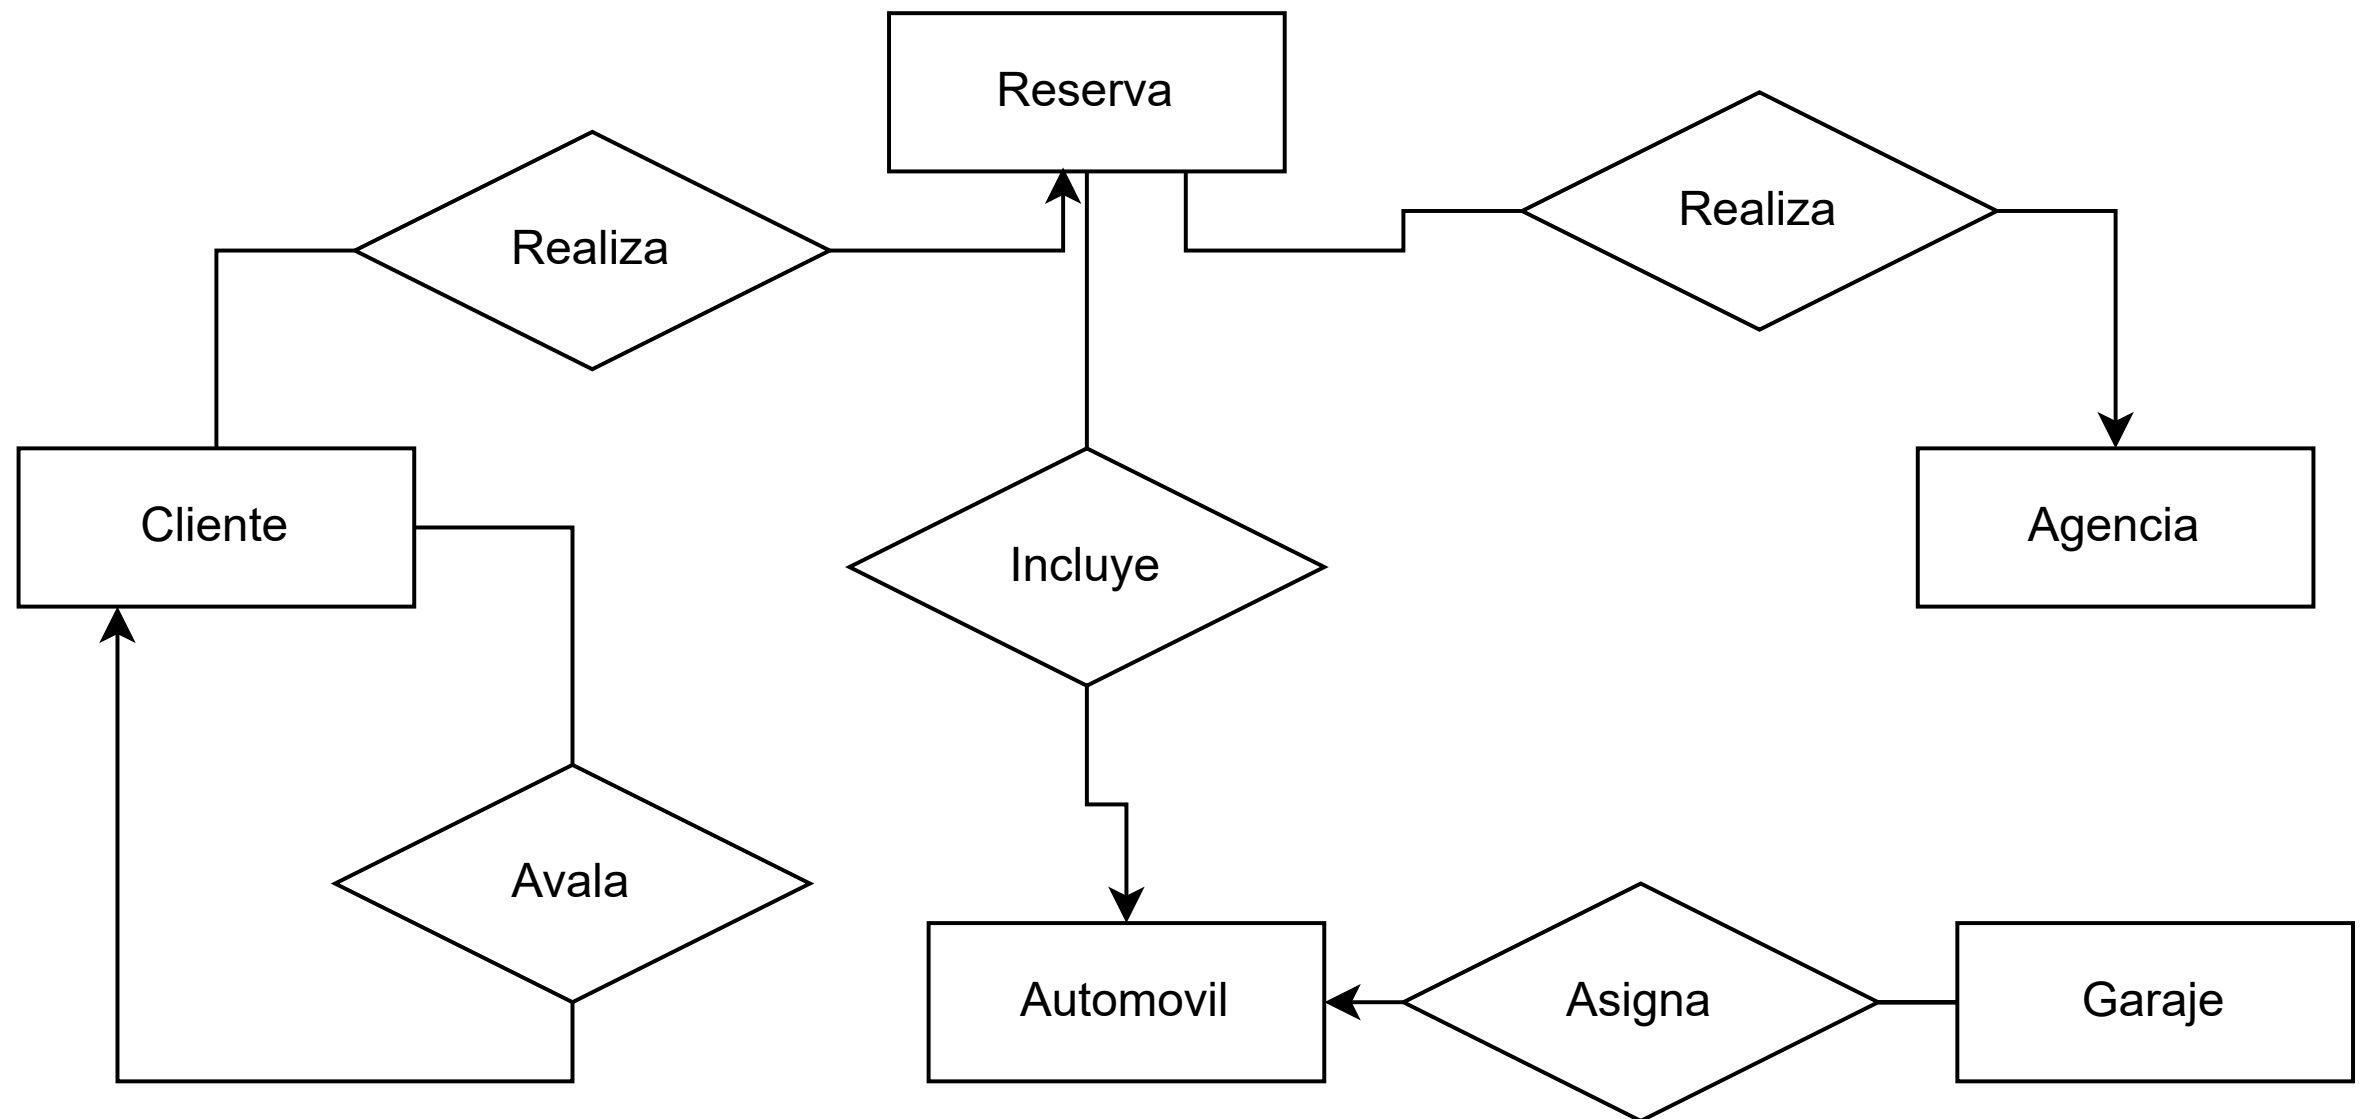 Reserva
Realiza
Realiza
Cliente
Agencia
Incluye
Avala
Automovil
Asigna
Garaje